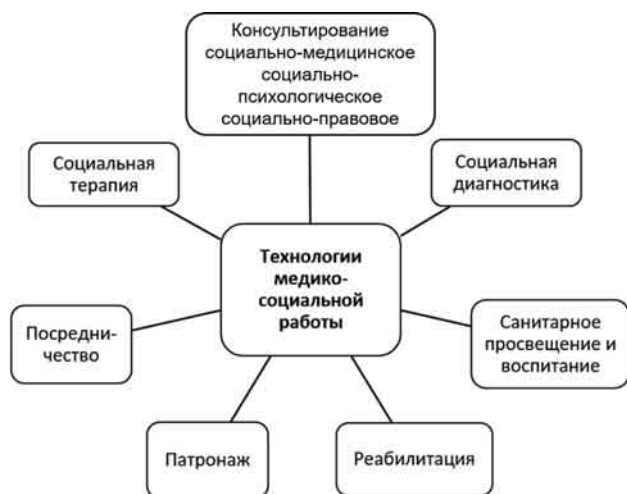 Консультирование
социально-медицинское
социально-
психологическое
социально-правовое
Социальная
терапия
Социальная
диагностика
Технологии
медико-
социальной
работы
Посредни-
чество
Санитарное
просвещение и
воспитание
Патронаж
Реабилитация